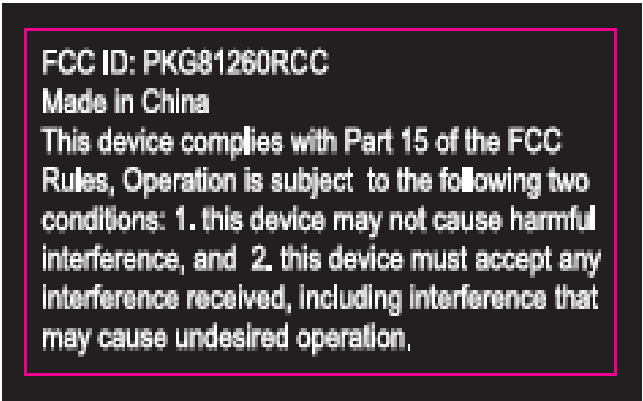 FCC ID: PKG81260RCC
Made in China
This device complies with Part 15 of the FCC
Rules, Operation is subject to the following two
conditions: 1. this device may not cause harmful
interference, and 2. this device must accept any
interference received, including interference that
may cause undesired operation.